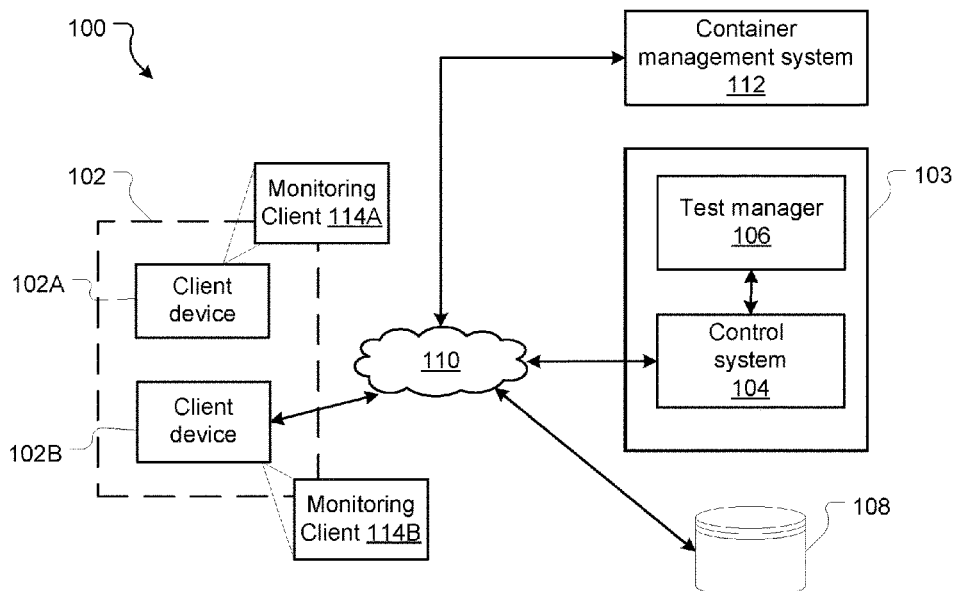 100
Container
management system
112
102
Monitoring
Client 114A
103
Test manager
106
102A
Client
device
Control
system
104
110
Client
device
102B
Monitoring
Client 114B
108